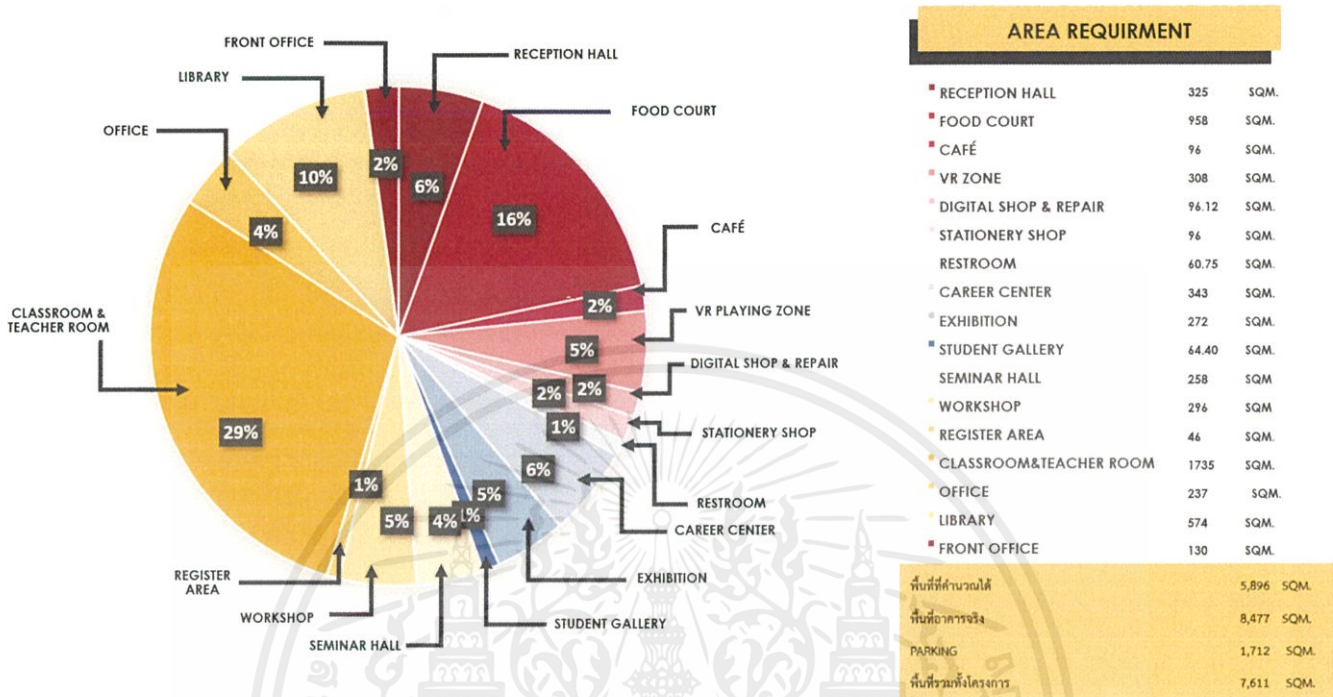 FRONT OFFICE
RECEPTION HALL
LIBRARY
FOOD COURT
OFFICE
CAFÉ
VR PLAYING ZONE
DIGITAL SHOP & REPAIR
STATIONERY SHOP
RESTROOM
CAREER CENTER
EXHIBITION
STUDENT GALLERY
SEMINAR HALL
WORKSHOP
REGISTER
AREA
CLASSROOM &
TEACHER ROOM
2%
6%
10%
16%
4%
2%
5%
2%
2%
1%
6%
5%
1%
4%
5%
1%
29%
AREA REQUIRMENT
RECEPTION HALL 325 SQM.
FOOD COURT 958 SQM.
CAFÉ 96 SQM.
VR ZONE 308 SQM.
DIGITAL SHOP & REPAIR 96.12 SQM.
STATIONERY SHOP 96 SQM.
RESTROOM 60.75 SQM.
CAREER CENTER 343 SQM.
EXHIBITION 272 SQM.
STUDENT GALLERY 64.40 SQM.
SEMINAR HALL 258 SQM
WORKSHOP 296 SQM
REGISTER AREA 46 SQM.
CLASSROOM&TEACHER ROOM 1735 SQM.
OFFICE 237 SQM.
LIBRARY 574 SQM.
FRONT OFFICE 130 SQM.
พื้นที่ที่คำนวณได้ 5,896 SQM.
พื้นที่อาคารจริง 8,477 SQM.
PARKING 1,712 SQM.
พื้นที่รวมทั้งโครงการ 7,611 SQM.